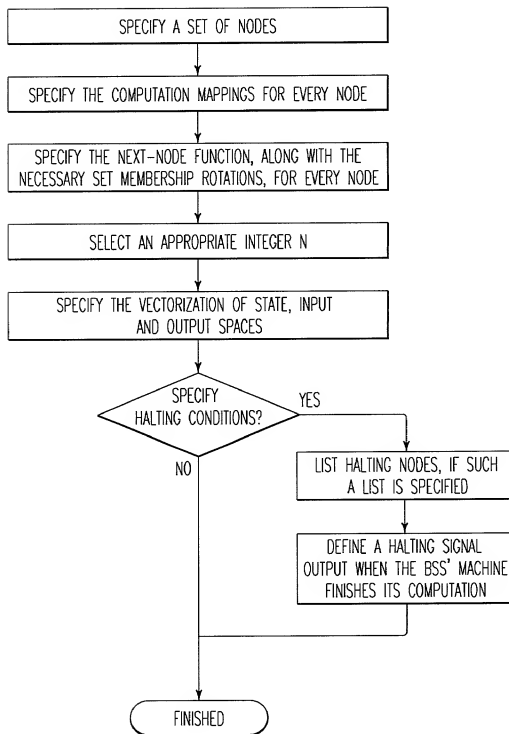 SPECIFY A SET OF NODES
SPECIFY THE COMPUTATION MAPPINGS FOR EVERY NODE
SPECIFY THE NEXT-NODE FUNCTION, ALONG WITH THE
NECESSARY SET MEMBERSHIP ROTATIONS, FOR EVERY NODE
SELECT AN APPROPRIATE INTEGER N
SPECIFY THE VECTORIZATION OF STATE, INPUT
AND OUTPUT SPACES
SPECIFY
HALTING CONDITIONS?
YES
NO
LIST HALTING NODES, IF SUCH
A LIST IS SPECIFIED
DEFINE A HALTING SIGNAL
OUTPUT WHEN THE BSS' MACHINE
FINISHES ITS COMPUTATION
FINISHED